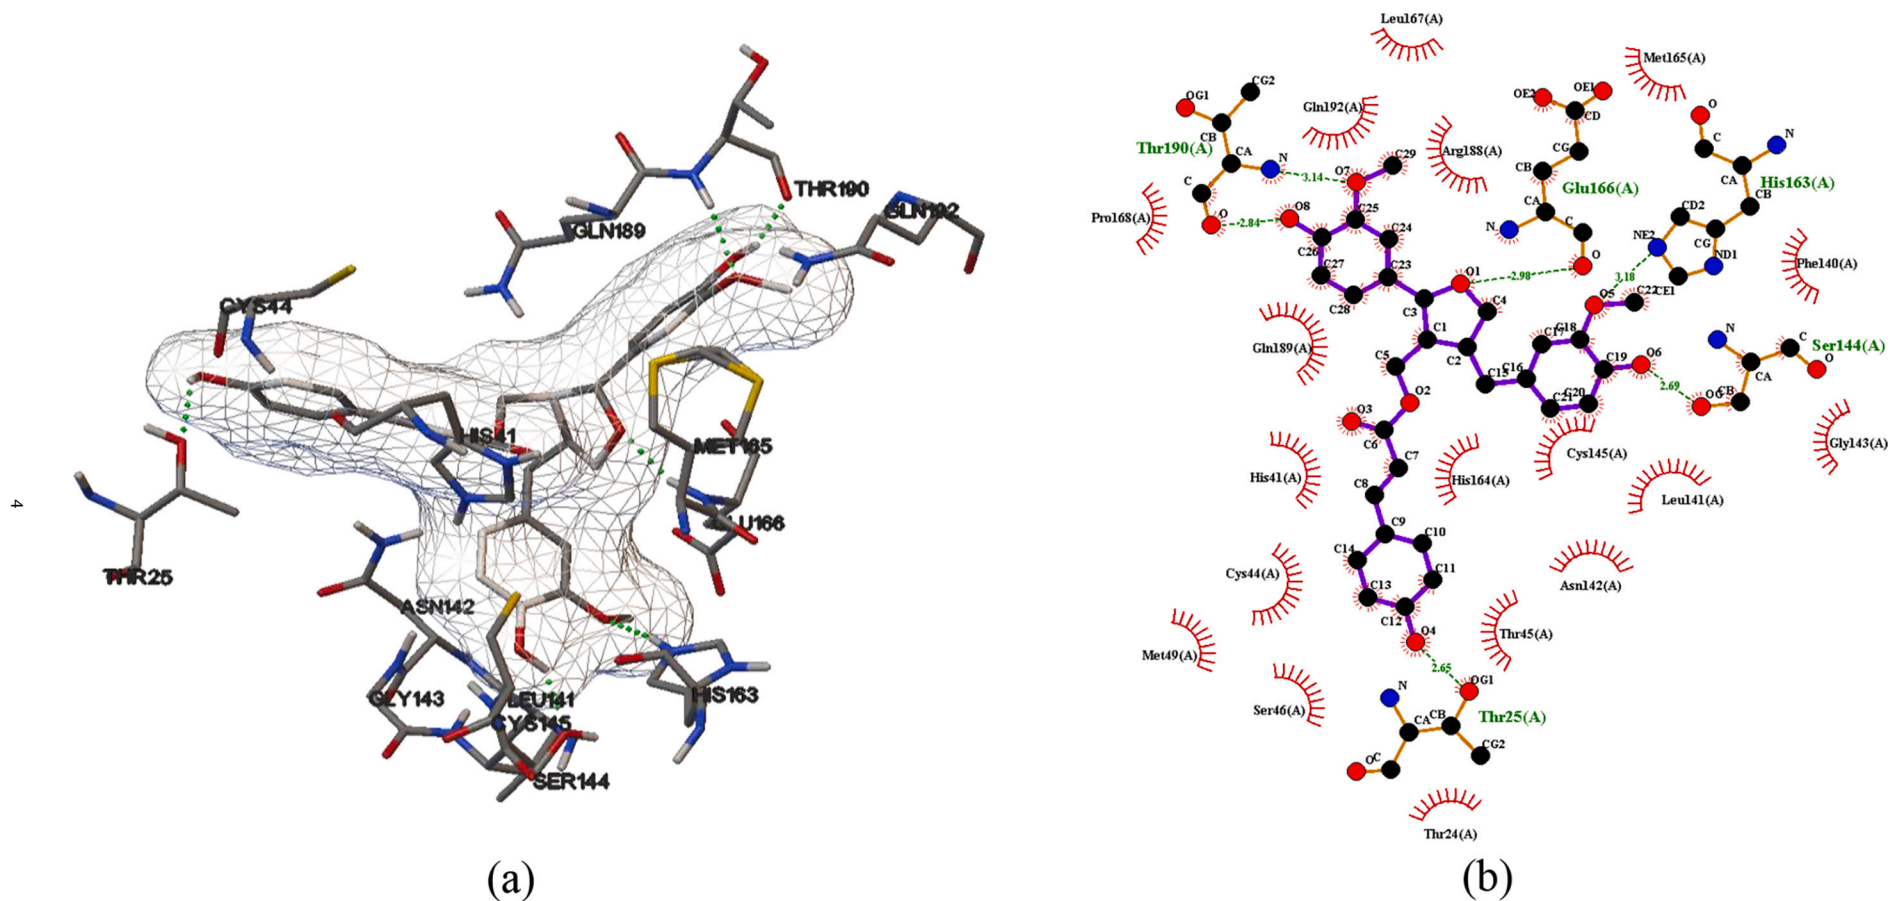 THR190
GLN192
GLN189
CYS44
HIS41
MET165
GLU166
THR25
ASN142
GLY143
LEU141
CYS145
HIS163
SER144
4
(a)
Leu167(A)
Met165(A)
CG2
OG1
OE2
OE1
O
Gln192(A)
CB
CD
C
N
Thr190(A)
CA
CG
Arg188(A)
CB
CA
His163(A)
N
3.14
O7
C29
Glu166(A)
CB
C
CA
C
CD2
Pro168(A)
O
2.84
O8
C25
N
CG
C26
C24
NE2
ND1
Phe140(A)
C27
C23
O1
2.98
O
3.18
CE1
C28
C3
C4
O5
C22
Gln189(A)
C1
C17
C18
N
C
Ser144(A)
C5
C2
C16
C19
O6
O
C15
CA
O2
C21
C20
2.69
OG
CB
O3
C6
Cys145(A)
Gly143(A)
His41(A)
C7
His164(A)
Leu141(A)
C8
C9
C10
C14
Cys44(A)
C11
Asn142(A)
C13
C12
O4
Thr45(A)
Met49(A)
2.65
OG1
N
Ser46(A)
CA
CB
Thr25(A)
CG2
O
C
Thr24(A)
(b)